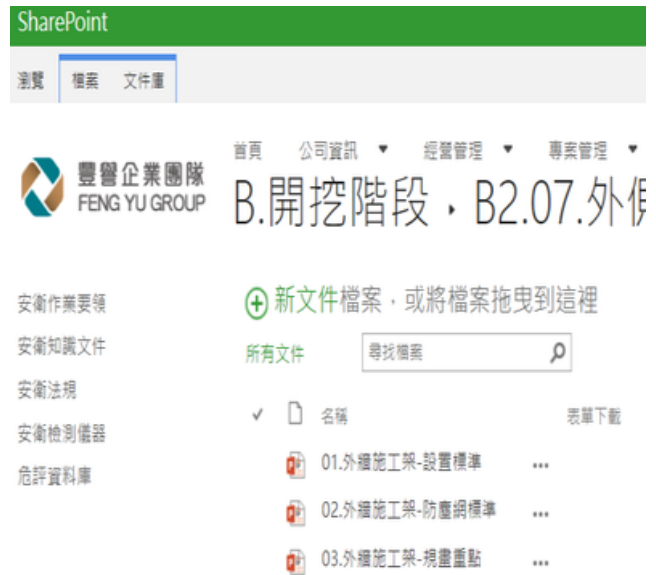 SharePoint
瀏覽 檔案 文件庫
首頁 公司資訊 經營管理 專案管理
豐譽企業團隊
FENG YU GROUP
B.開挖階段，B2.07.外側
安衛作業要領
安衛知識文件
安衛法規
安衛檢測儀器
危評資料庫
新文件檔案，或將檔案拖曳到這裡
所有文件 尋找檔案
名稱 表單下載
01.外牆施工架-設置標準 ...
02.外牆施工架-防塵網標準 ...
03.外牆施工架-規畫重點 ...